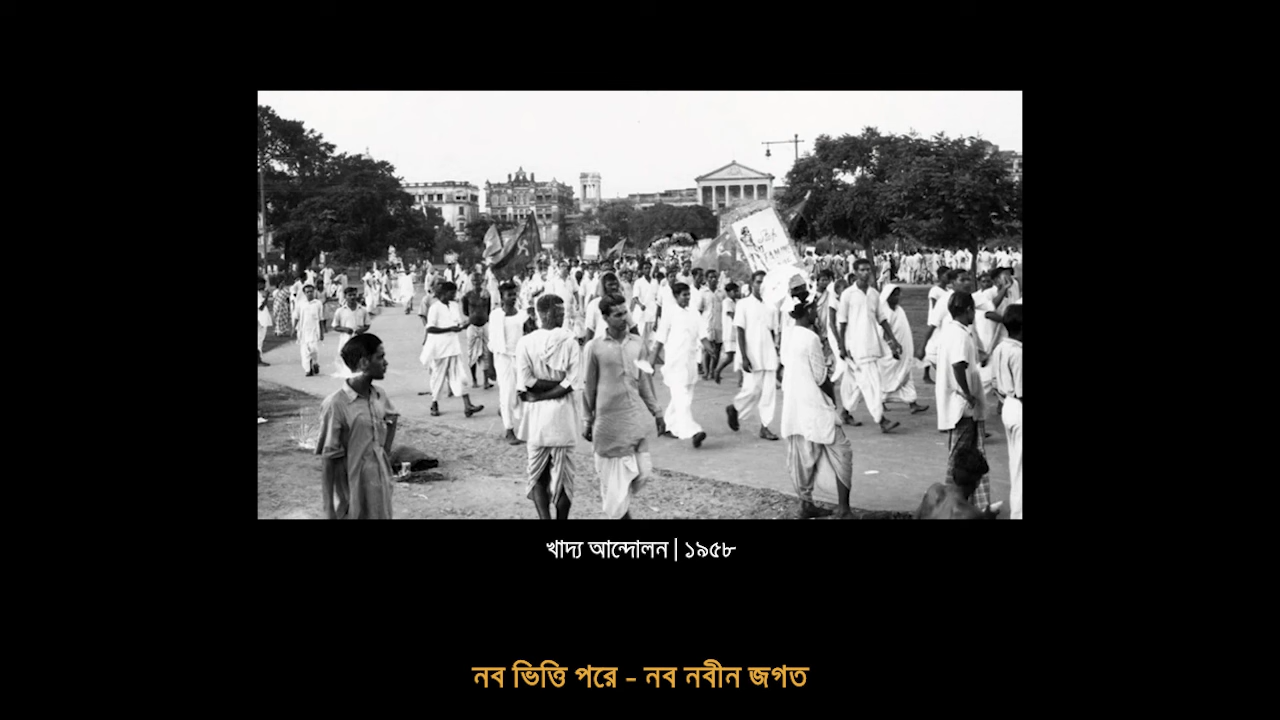 খাদ্য আন্দোলন | ১৯৫৮
নব ভিত্তি পরে - নব নবীন জগত